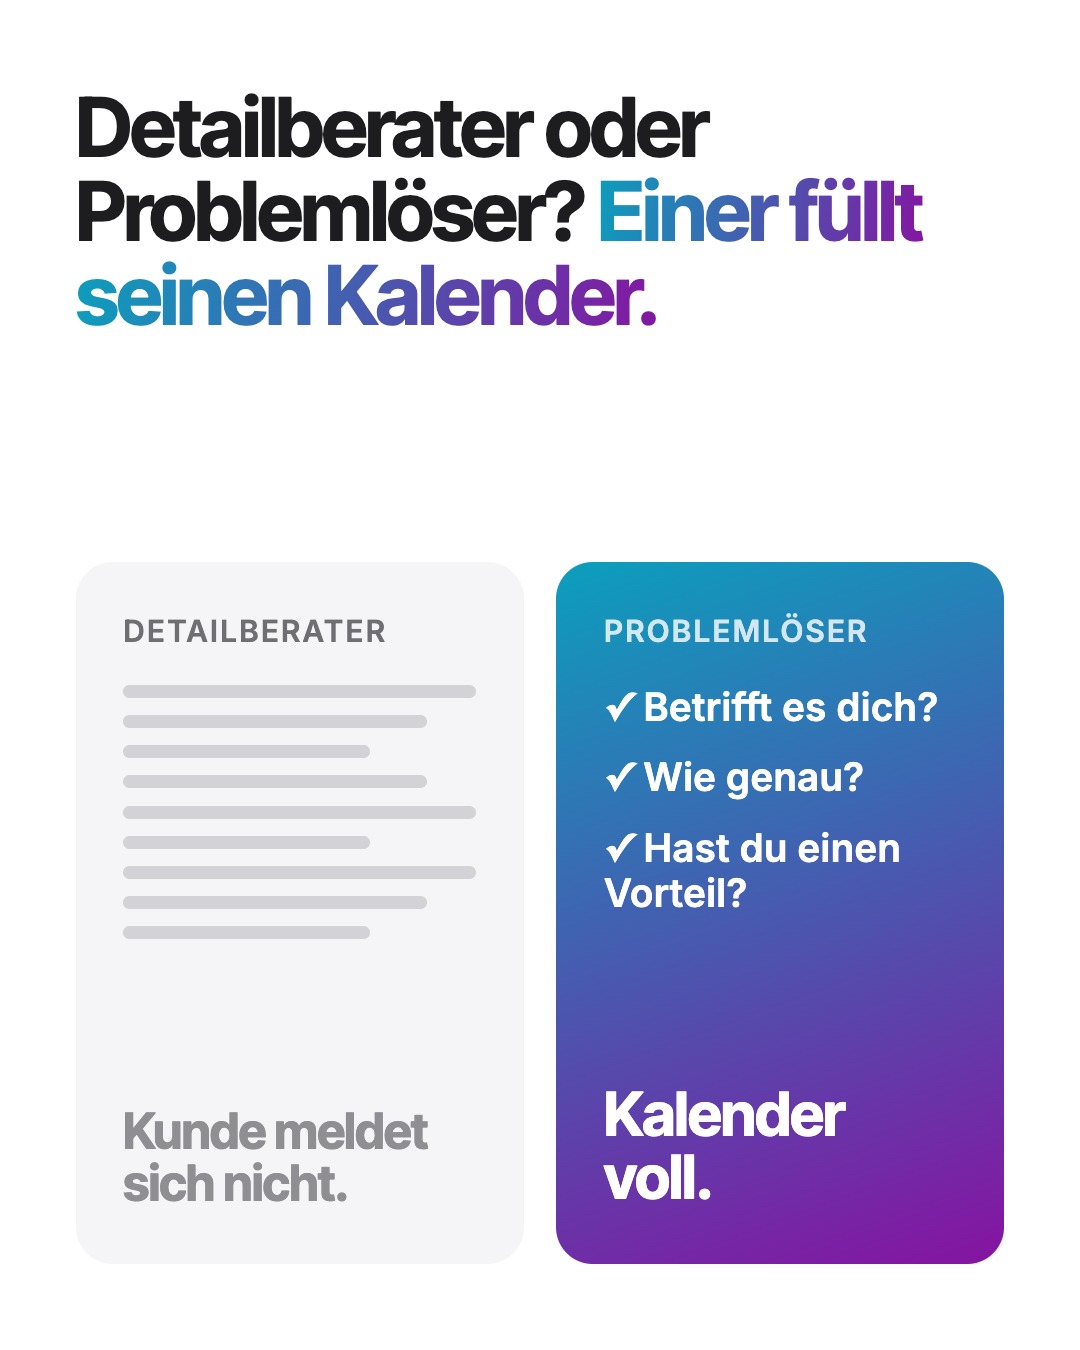 Detailberater oder
Problemlöser? Einer füllt
seinen Kalender.
DETAILBERATER
Kunde meldet
sich nicht.
PROBLEMLÖSER
✓ Betrifft es dich?
✓ Wie genau?
✓ Hast du einen
Vorteil?
Kalender
voll.